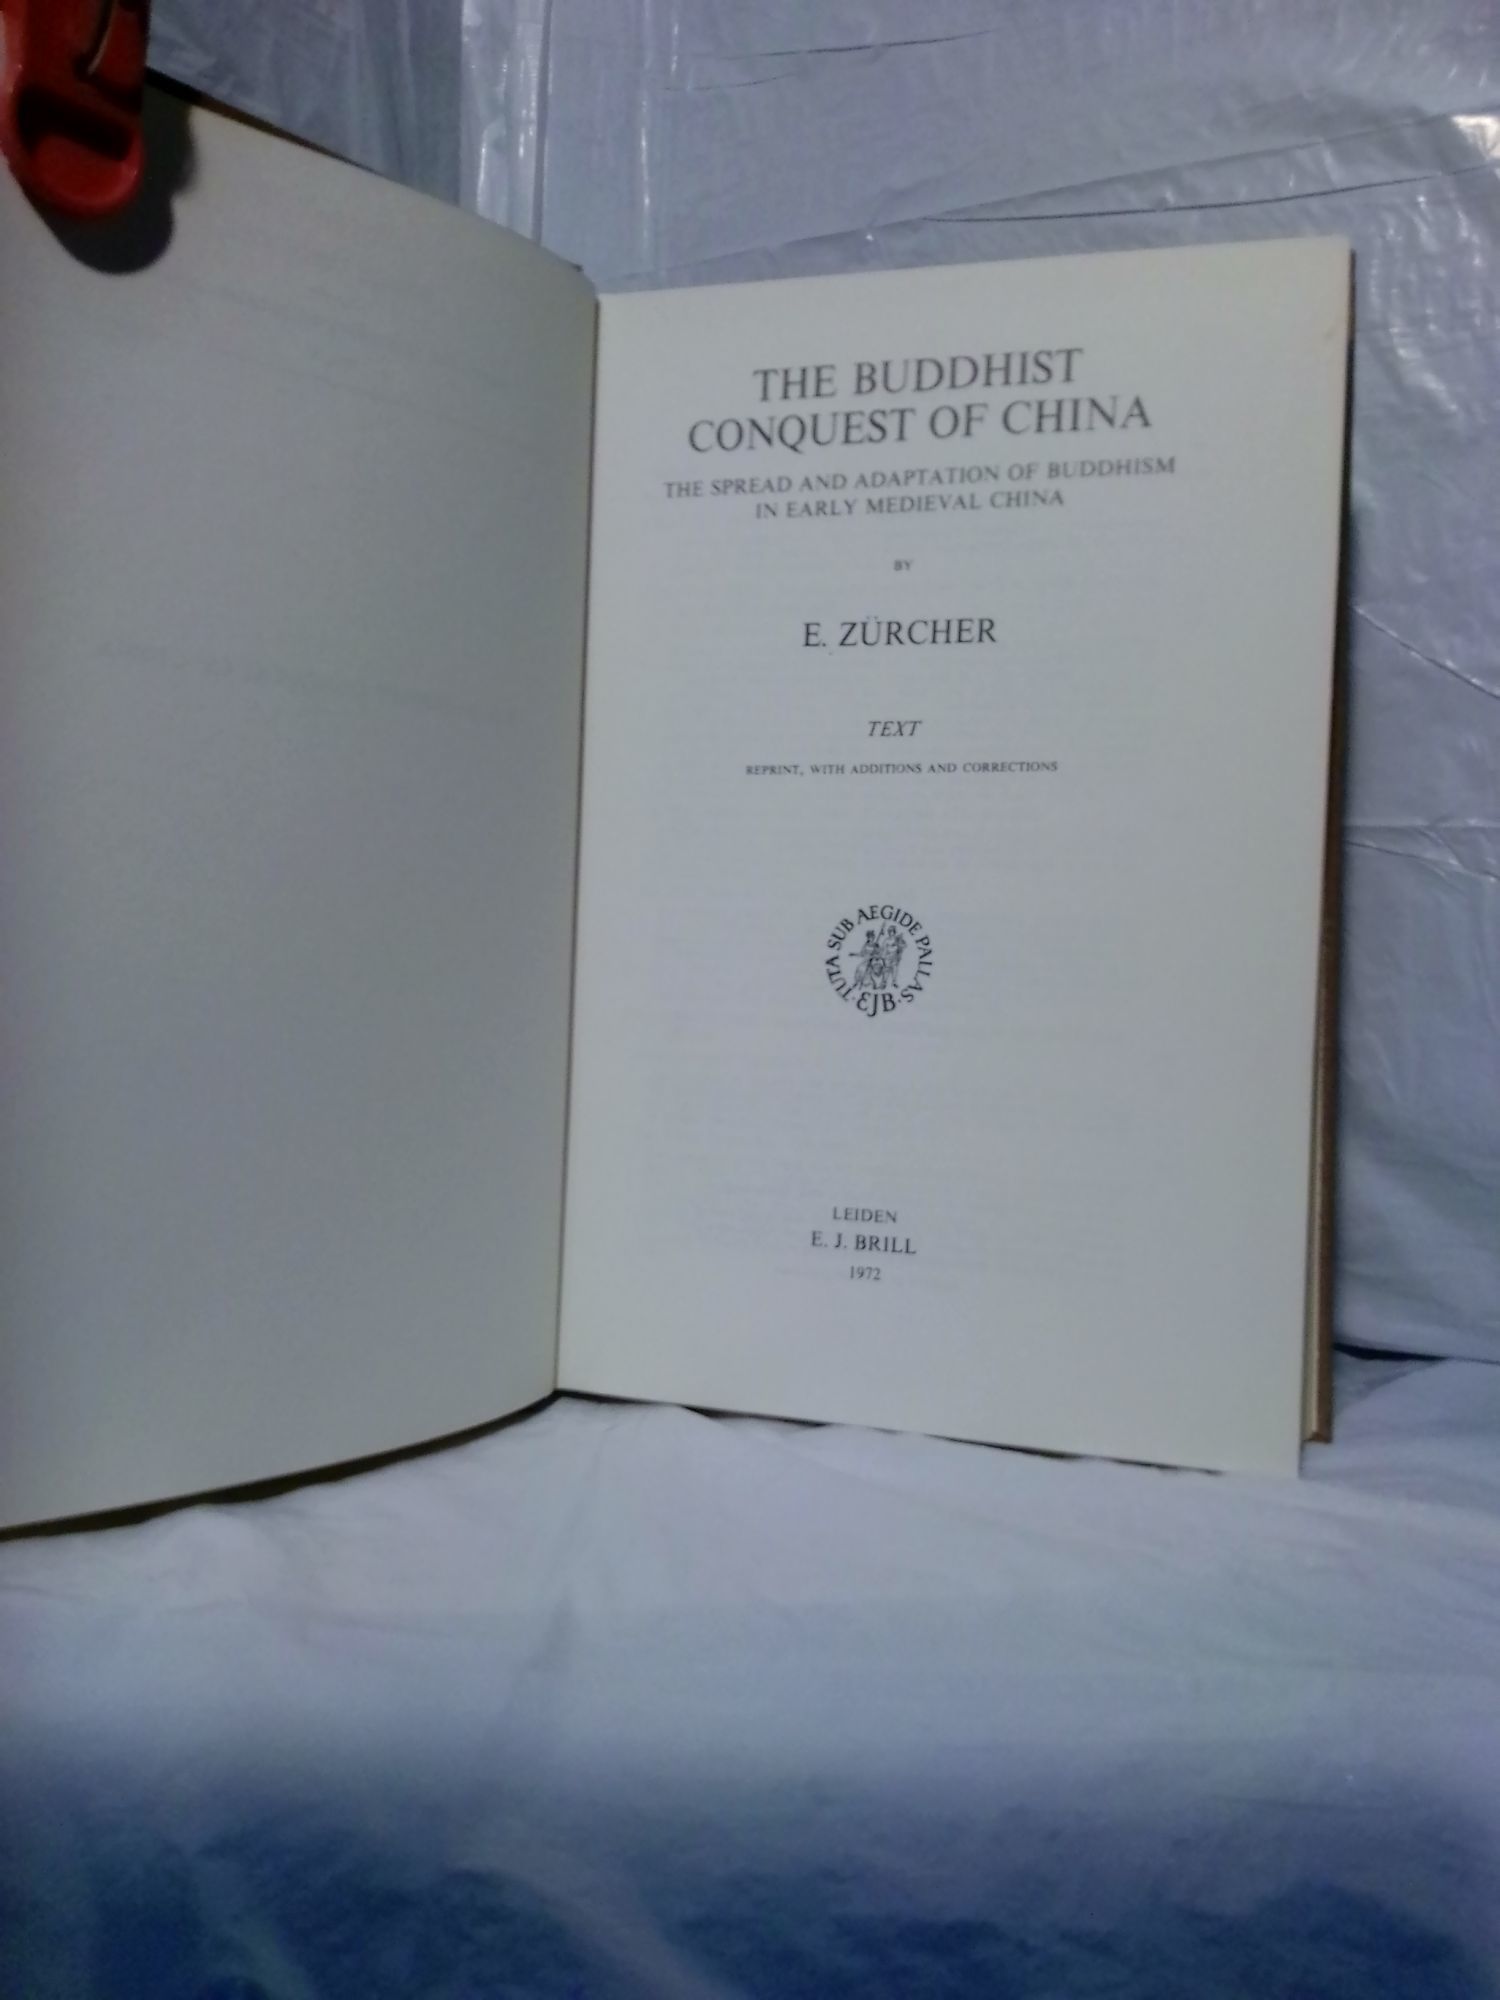 THE BUDDHIST
CONQUEST OF CHINA
THE SPREAD AND ADAPTATION OF BUDDHISM
IN EARLY MEDIEVAL CHINA
BY
E. ZÜRCHER
TEXT
REPRINT, WITH ADDITIONS AND CORRECTIONS
TUTA SUB AEGIDE PALLAS
EJB
LEIDEN
E. J. BRILL
1972